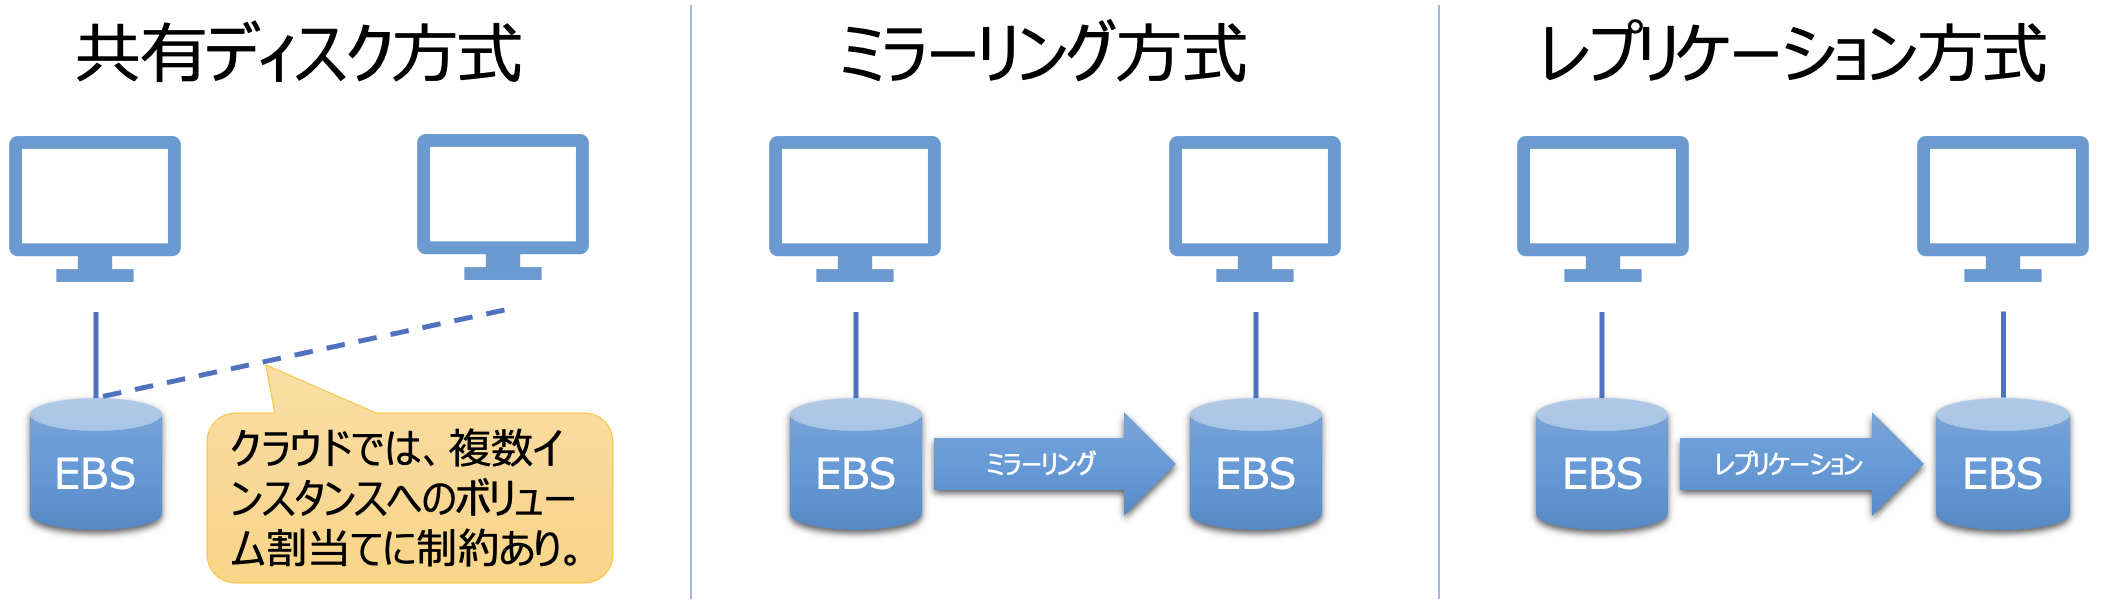 共有ディスク方式
EBS
クラウドでは、複数イ
ンスタンスへのボリュー
ム割当てに制約あり。
ミラーリング方式
EBS
ミラーリング
EBS
レプリケーション方式
EBS
レプリケーション
EBS